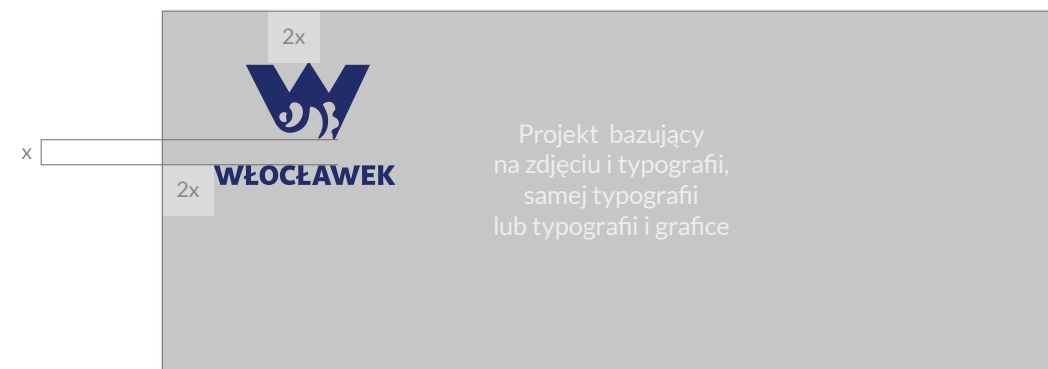 2x
x
2x
WŁOCŁAWEK
Projekt bazujący
na zdjęciu i typografii,
samej typografii
lub typografii i grafice